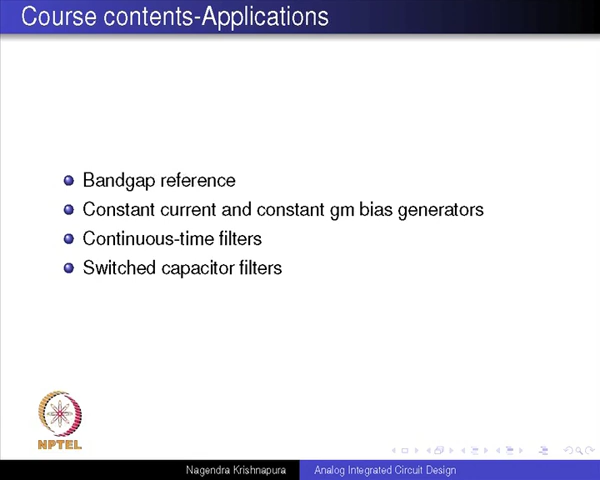 Course contents-Applications
Bandgap reference
Constant current and constant gm bias generators
Continuous-time filters
Switched capacitor filters
NPTEL
Nagendra Krishnapura
Analog Integrated Circuit Design